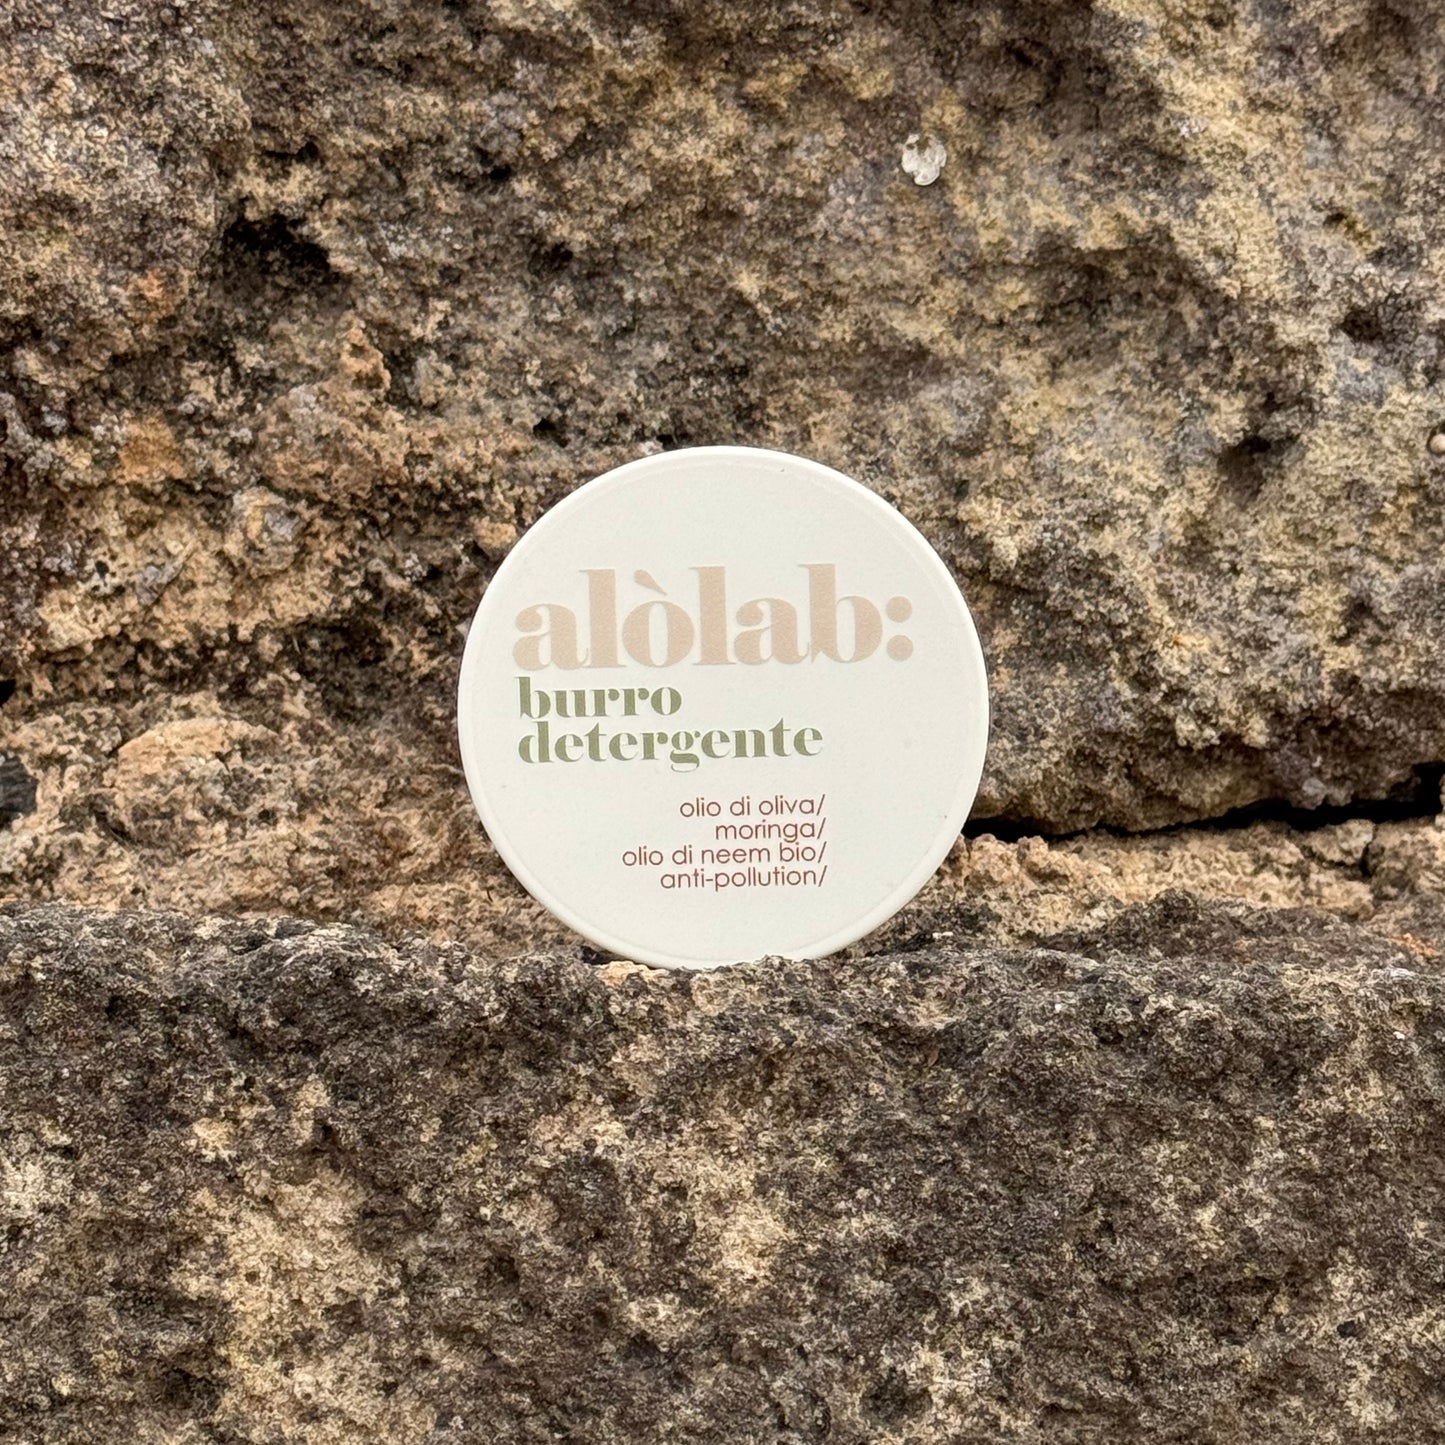 alòlab:
burro
detergente
olio di oliva/
moringa/
olio di neem bio/
anti-pollution/